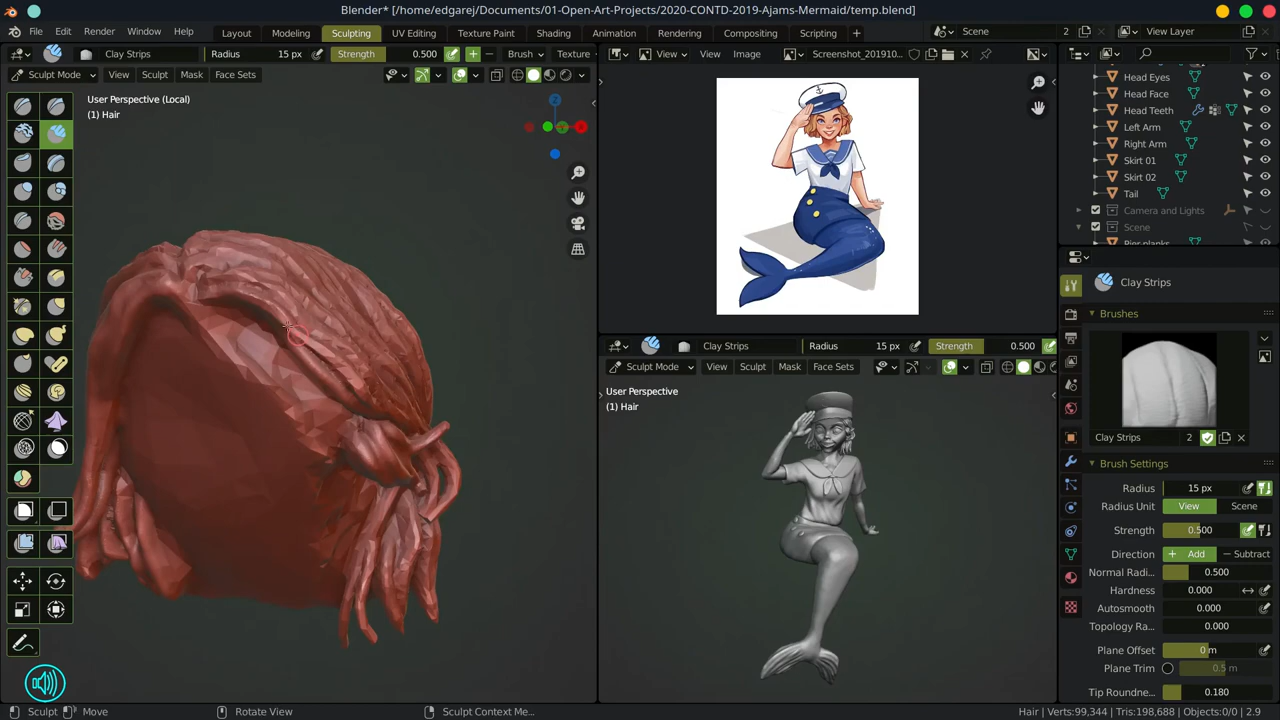 Blender* [/home/edgarej/Documents/01-Open-Art-Projects/2020-CONTD-2019-Ajams-Mermaid/temp.blend]
File Edit Render Window Help Layout Modeling Sculpting UV Editing Texture Paint Shading Animation Rendering Compositing Scripting + Scene 2 View Layer
Clay Strips Radius 15 px Strength 0.500 Brush Texture
Sculpt Mode View Sculpt Mask Face Sets
User Perspective (Local)
(1) Hair
Z
View View Image Screenshot_201910...
Head Eyes
Head Face
Head Teeth
Left Arm
Right Arm
Skirt 01
Skirt 02
Tail
Camera and Lights
Scene
Pier planks
Clay Strips Radius 15 px Strength 0.500
Sculpt Mode View Sculpt Mask Face Sets
User Perspective
(1) Hair
Clay Strips
Brushes
Clay Strips 2
Brush Settings
Radius 15 px
Radius Unit View Scene
Strength 0.500
Direction + Add − Subtract
Normal Radi... 0.500
Hardness 0.000
Autosmooth 0.000
Topology Ra... 0.000
Plane Offset 0 m
Plane Trim 0.5 m
Tip Roundne... 0.180
Sculpt Move Rotate View Sculpt Context Me... Hair | Verts:99,344 | Tris:198,688 | Objects:0/0 | 2.9